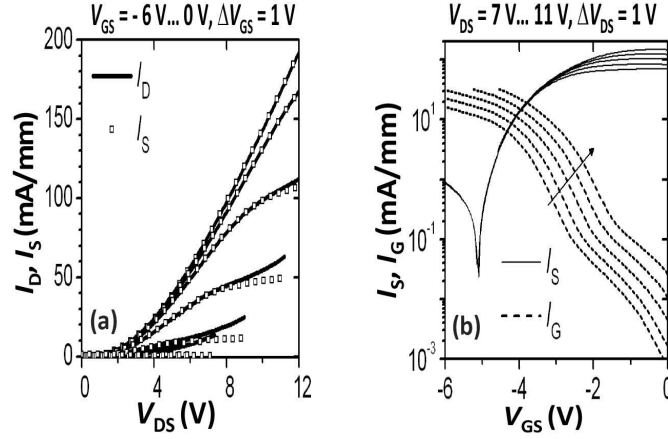 V_GS = - 6 V... 0 V, ΔV_GS = 1 V
200
150
100
50
0
I_D, I_S (mA/mm)
I_D
I_S
(a)
0 4 8 12
V_DS (V)
V_DS = 7 V... 11 V, ΔV_DS = 1 V
10^1
10^-1
10^-3
I_S, I_G (mA/mm)
I_S
I_G
(b)
-6 -4 -2 0
V_GS (V)